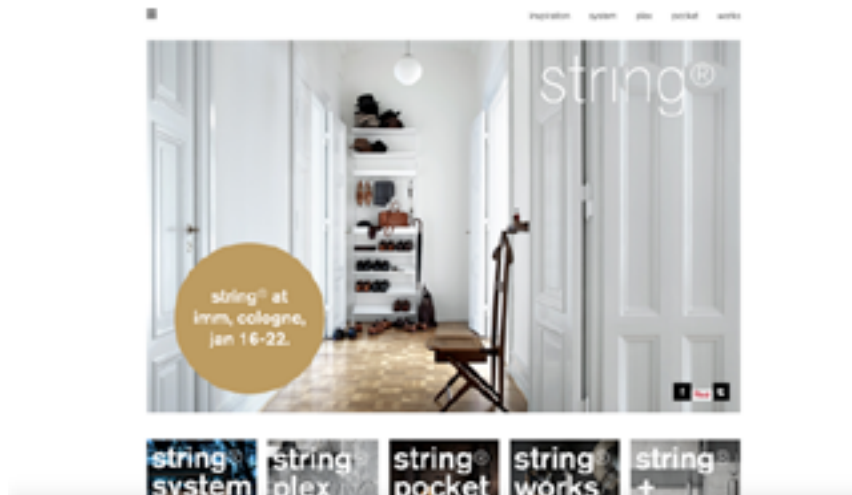 inspiration system plex pocket works
string®
string® at
imm, cologne,
jan 16-22.
string® string® string® string® string®
system plex pocket works +